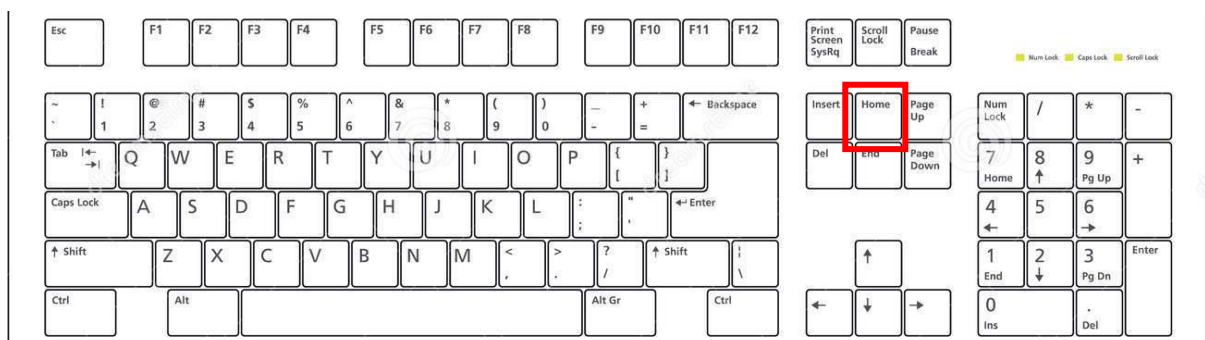 Esc F1 F2 F3 F4 F5 F6 F7 F8 F9 F10 F11 F12 Print Screen SysRq Scroll Lock Pause Break
Num Lock Caps Lock Scroll Lock
~ ` ! 1 @ 2 # 3 $ 4 % 5 ^ 6 & 7 * 8 ( 9 ) 0 _ - + = ← Backspace Insert Home Page Up Num Lock / * -
Tab |← →| Q W E R T Y U I O P { [ } ] Del End Page Down 7 Home 8 ↑ 9 Pg Up +
Caps Lock A S D F G H J K L : ; " ' ↵ Enter 4 ← 5 6 →
↑ Shift Z X C V B N M < , > . ? / ↑ Shift ¦ \ ↑ 1 End 2 ↓ 3 Pg Dn Enter
Ctrl Alt Alt Gr Ctrl ← ↓ → 0 Ins . Del